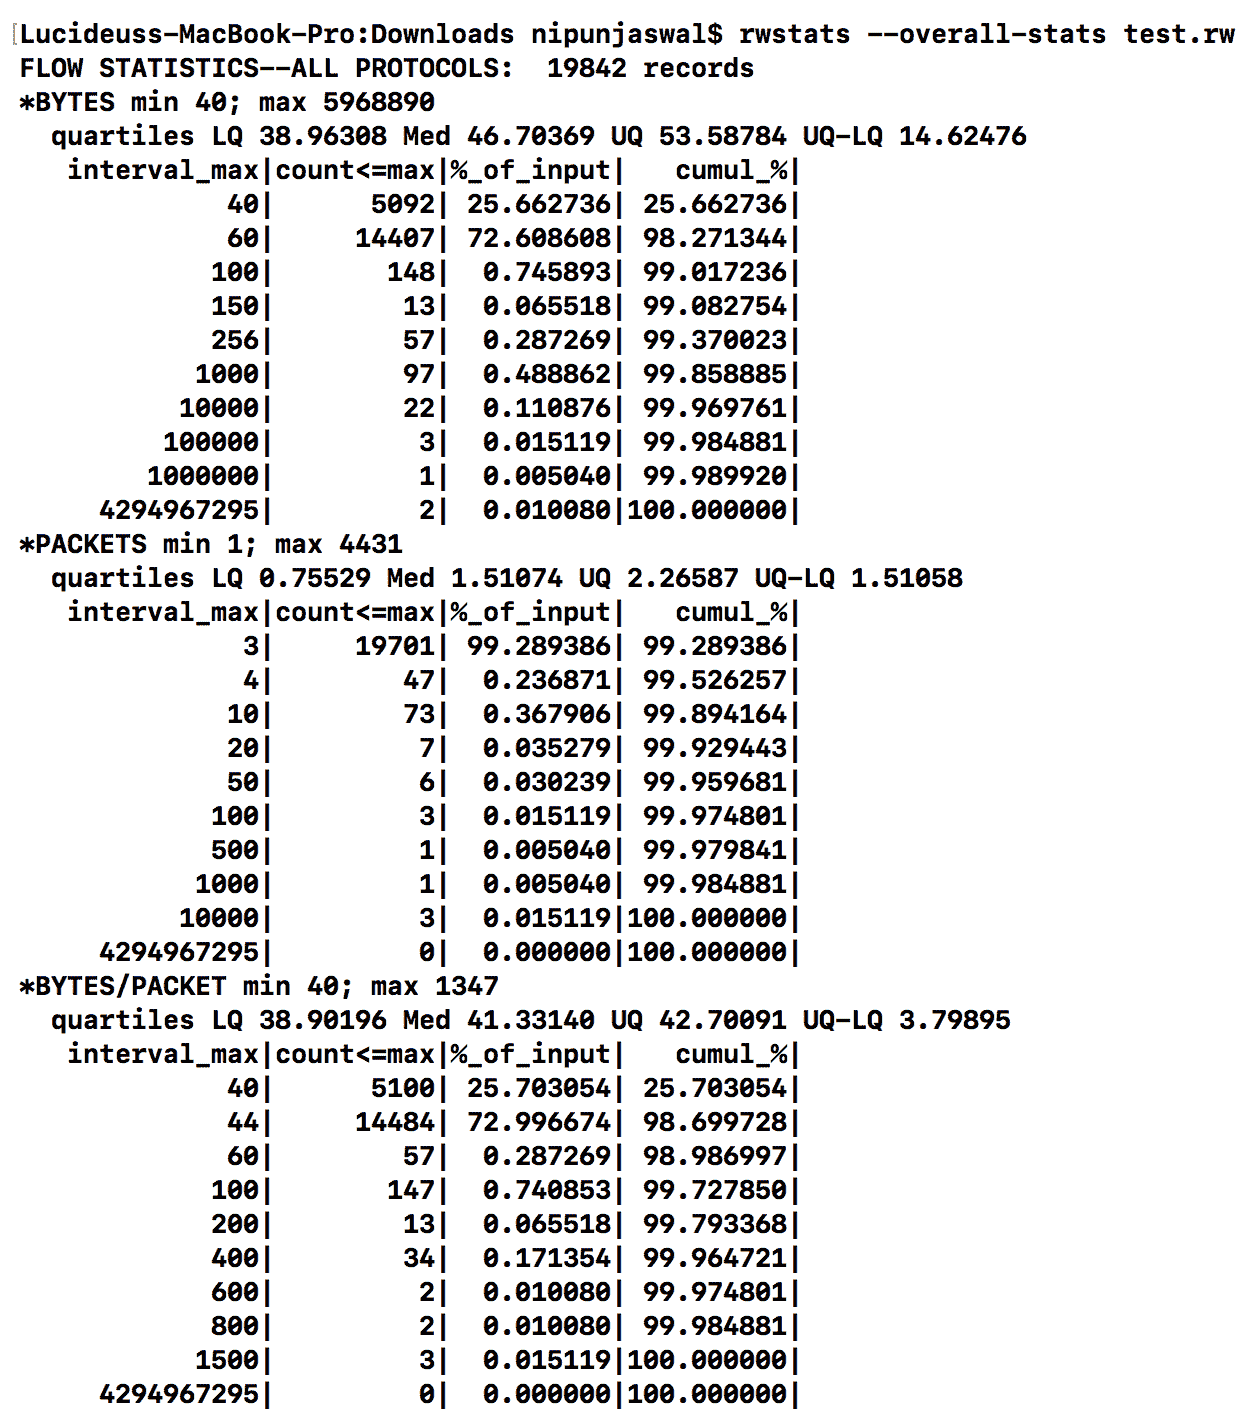 Lucideuss-MacBook-Pro:Downloads nipunjaswal$ rwstats --overall-stats test.rw
FLOW STATISTICS--ALL PROTOCOLS:  19842 records
*BYTES min 40; max 5968890
  quartiles LQ 38.96308 Med 46.70369 UQ 53.58784 UQ-LQ 14.62476
   interval_max|count<=max|%_of_input|   cumul_%|
             40|      5092| 25.662736| 25.662736|
             60|     14407| 72.608608| 98.271344|
            100|       148|  0.745893| 99.017236|
            150|        13|  0.065518| 99.082754|
            256|        57|  0.287269| 99.370023|
           1000|        97|  0.488862| 99.858885|
          10000|        22|  0.110876| 99.969761|
         100000|         3|  0.015119| 99.984881|
        1000000|         1|  0.005040| 99.989920|
     4294967295|         2|  0.010080|100.000000|
*PACKETS min 1; max 4431
  quartiles LQ 0.75529 Med 1.51074 UQ 2.26587 UQ-LQ 1.51058
   interval_max|count<=max|%_of_input|   cumul_%|
              3|     19701| 99.289386| 99.289386|
              4|        47|  0.236871| 99.526257|
             10|        73|  0.367906| 99.894164|
             20|         7|  0.035279| 99.929443|
             50|         6|  0.030239| 99.959681|
            100|         3|  0.015119| 99.974801|
            500|         1|  0.005040| 99.979841|
           1000|         1|  0.005040| 99.984881|
          10000|         3|  0.015119|100.000000|
     4294967295|         0|  0.000000|100.000000|
*BYTES/PACKET min 40; max 1347
  quartiles LQ 38.90196 Med 41.33140 UQ 42.70091 UQ-LQ 3.79895
   interval_max|count<=max|%_of_input|   cumul_%|
             40|      5100| 25.703054| 25.703054|
             44|     14484| 72.996674| 98.699728|
             60|        57|  0.287269| 98.986997|
            100|       147|  0.740853| 99.727850|
            200|        13|  0.065518| 99.793368|
            400|        34|  0.171354| 99.964721|
            600|         2|  0.010080| 99.974801|
            800|         2|  0.010080| 99.984881|
           1500|         3|  0.015119|100.000000|
     4294967295|         0|  0.000000|100.000000|